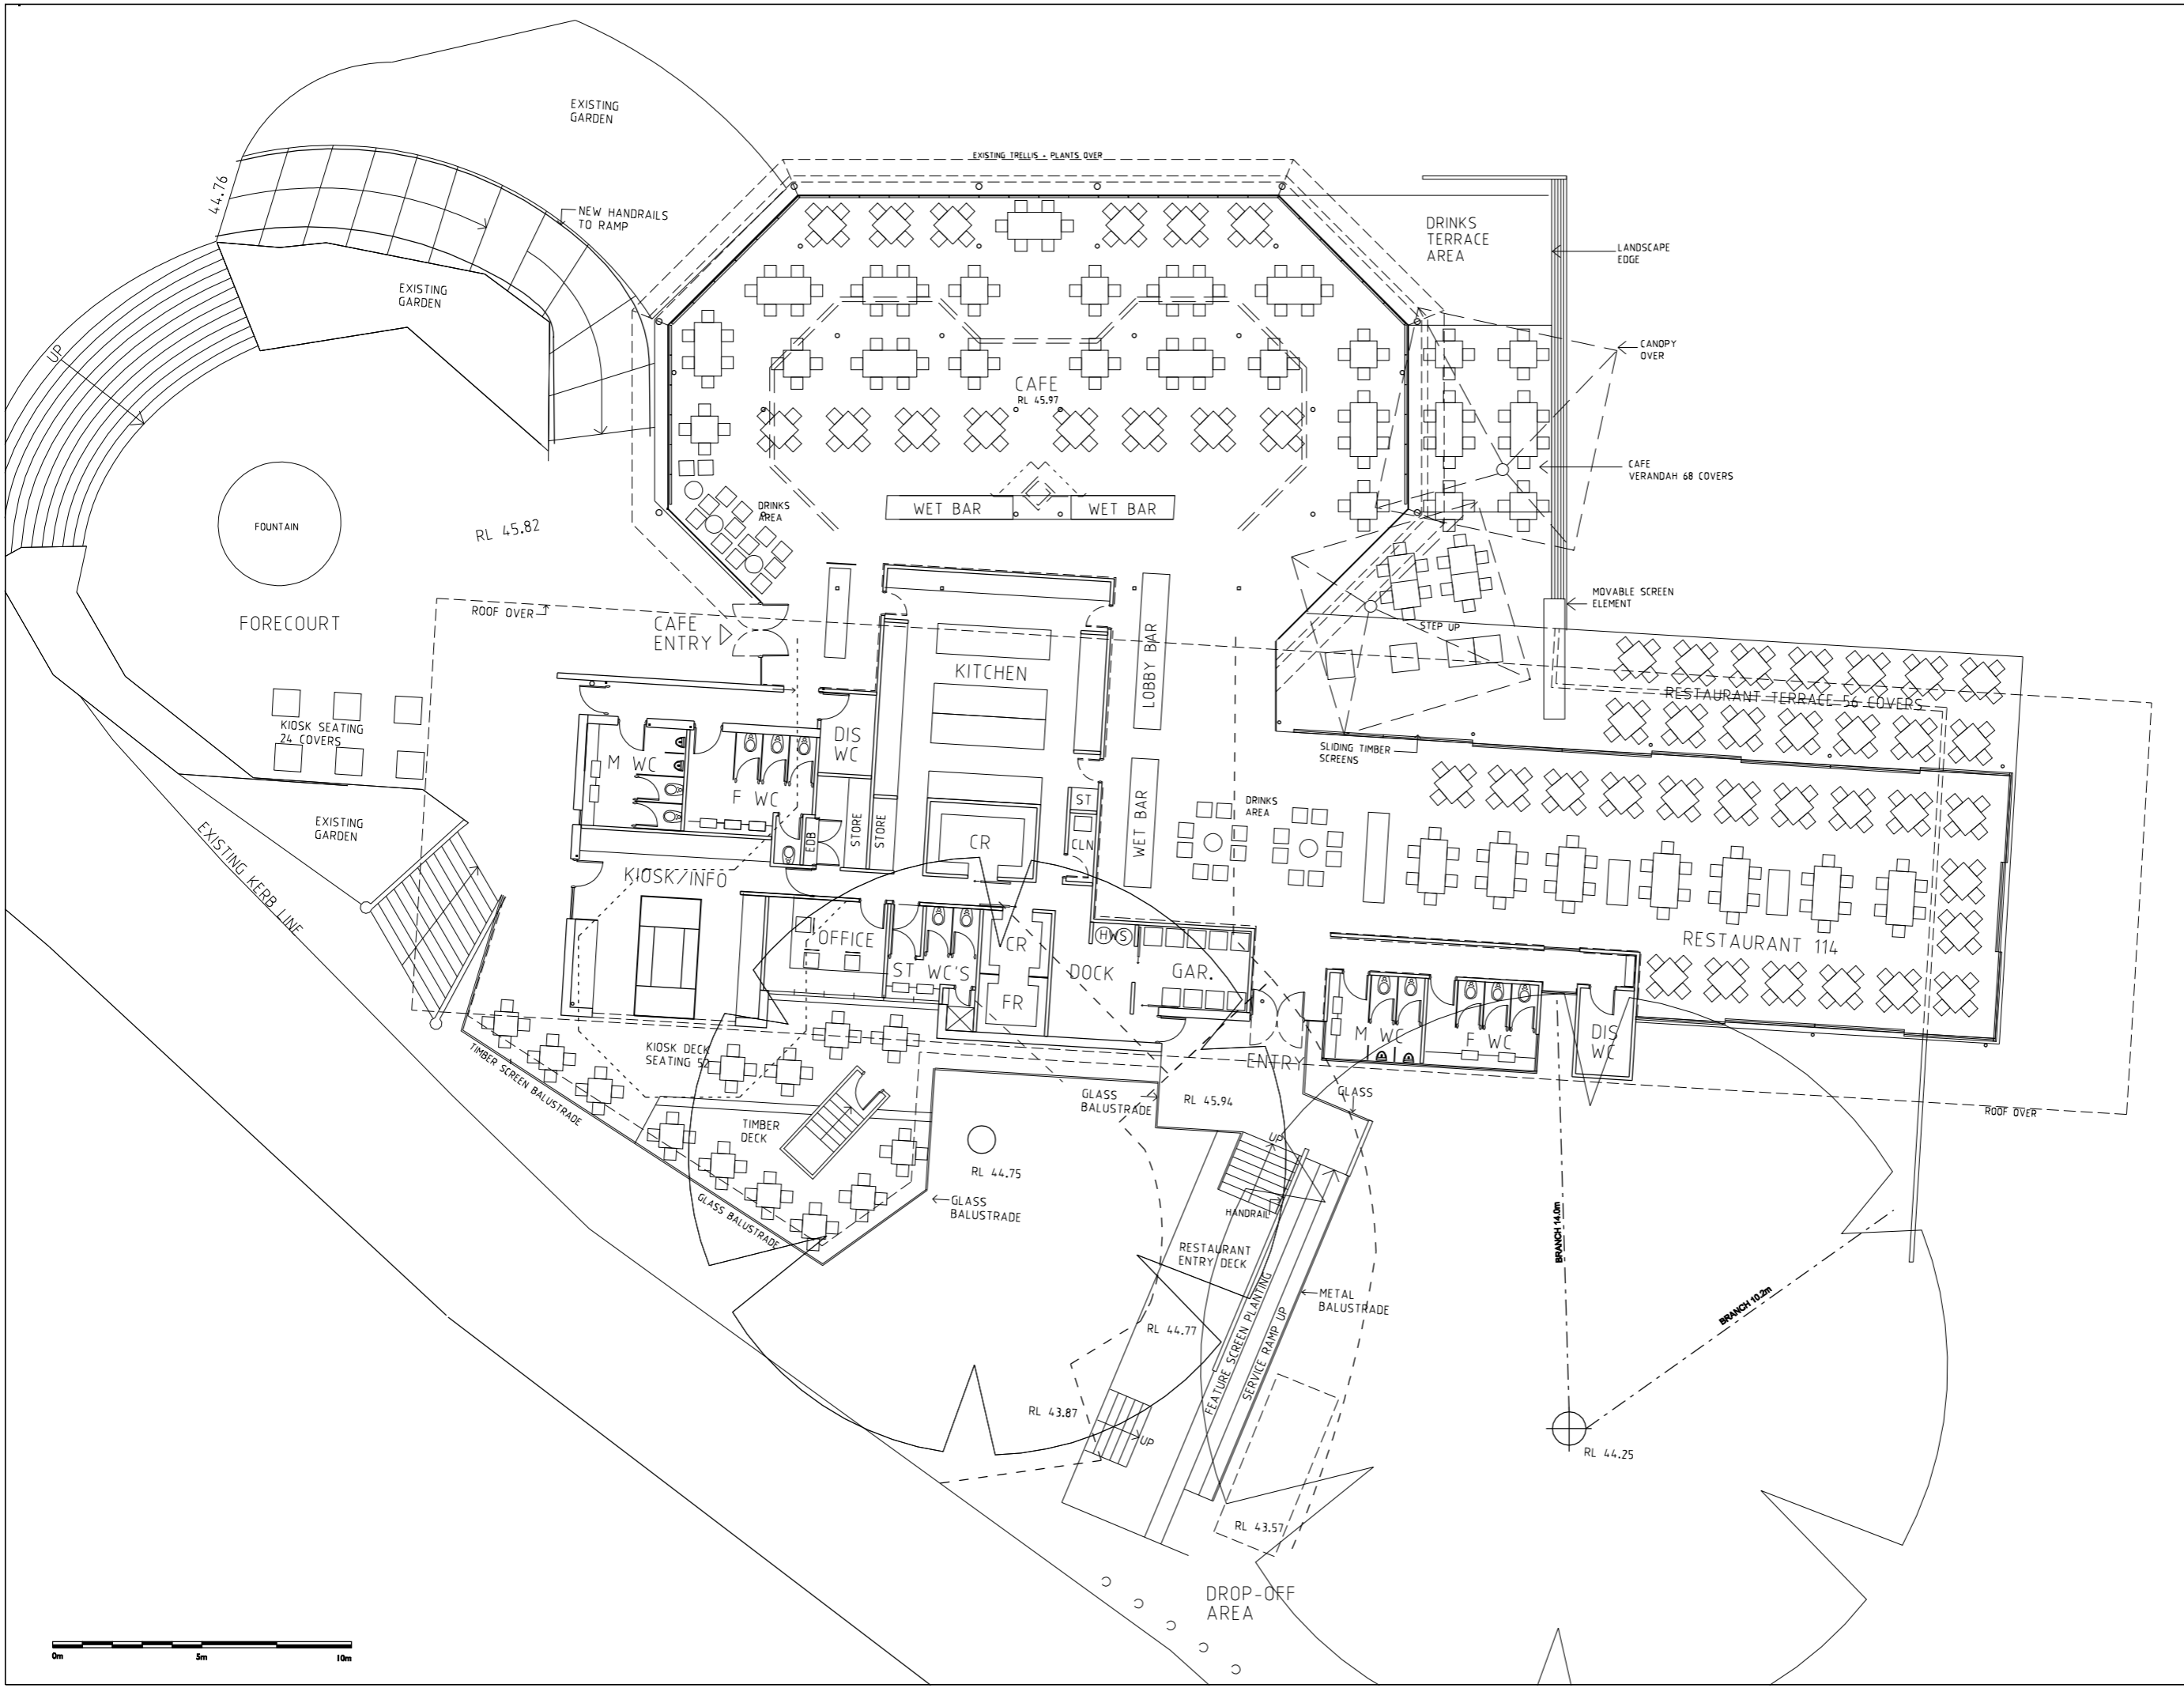 EXISTING
GARDEN
EXISTING TRELLIS - PLANTS OVER
44.76
NEW HANDRAILS
TO RAMP
DRINKS
TERRACE
AREA
LANDSCAPE
EDGE
EXISTING
GARDEN
UP
CANOPY
OVER
CAFE
RL 45.97
CAFE
VERANDAH 68 COVERS
WET BAR
WET BAR
DRINKS
AREA
FOUNTAIN
RL 45.82
MOVABLE SCREEN
ELEMENT
ROOF OVER
FORECOURT
CAFE
ENTRY
STEP UP
KITCHEN
LOBBY BAR
RESTAURANT TERRACE 56 COVERS
KIOSK SEATING
24 COVERS
DIS
WC
SLIDING TIMBER
SCREENS
M WC
F WC
ST
DRINKS
AREA
WET BAR
EXISTING
GARDEN
EDB
STORE
STORE
CR
CLN
EXISTING KERB LINE
KIOSK/INFO
OFFICE
CR
HWS
RESTAURANT 114
ST WC'S
DOCK
GAR.
FR
M WC
F WC
DIS
WC
KIOSK DECK
SEATING 52
TIMBER SCREEN BALUSTRADE
ENTRY
GLASS
BALUSTRADE
RL 45.94
GLASS
ROOF OVER
TIMBER
DECK
UP
RL 44.75
GLASS
BALUSTRADE
GLASS BALUSTRADE
HANDRAIL
BRANCH 14.0m
RESTAURANT
ENTRY DECK
FEATURE SCREEN PLANTING
SERVICE RAMP UP
METAL
BALUSTRADE
BRANCH 10.2m
RL 44.77
RL 43.87
UP
RL 44.25
RL 43.57
DROP-OFF
AREA
0m
5m
10m